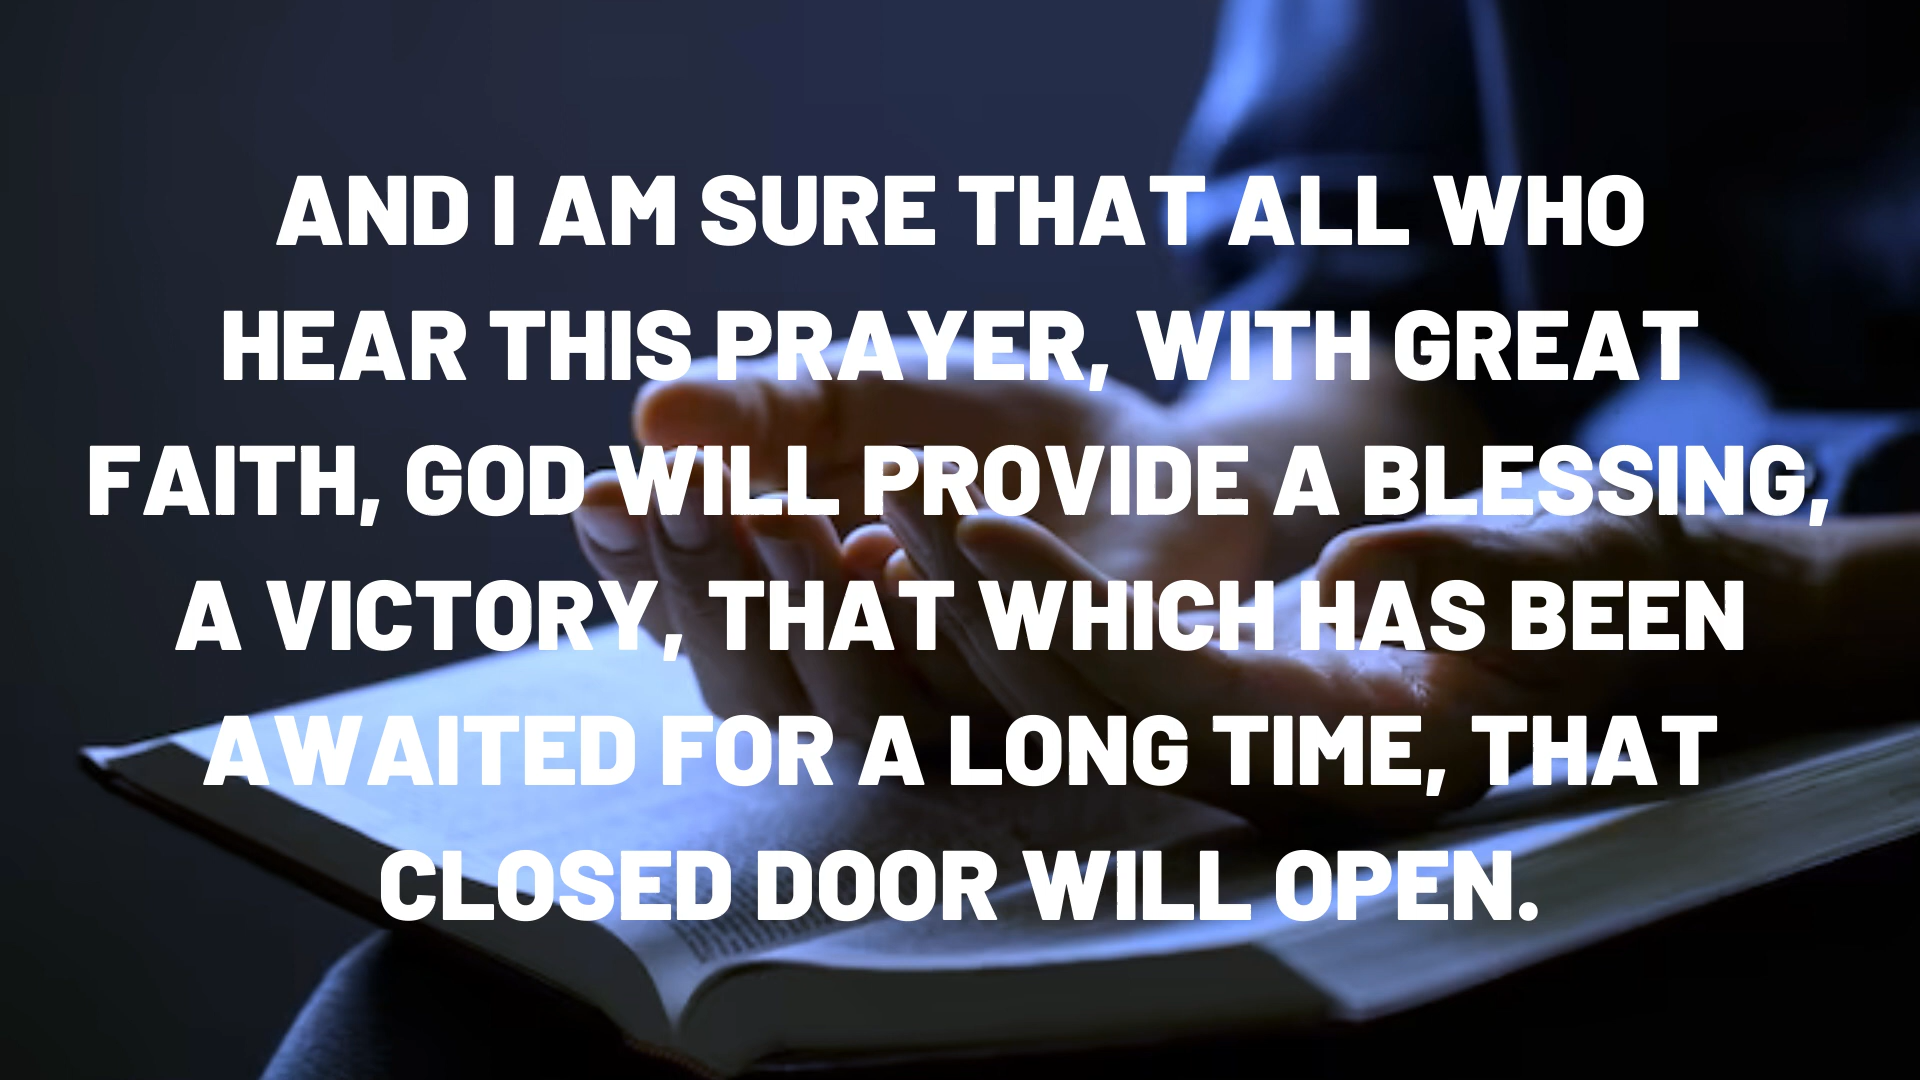 AND I AM SURE THAT ALL WHO
HEAR THIS PRAYER, WITH GREAT
FAITH, GOD WILL PROVIDE A BLESSING,
A VICTORY, THAT WHICH HAS BEEN
AWAITED FOR A LONG TIME, THAT
CLOSED DOOR WILL OPEN.